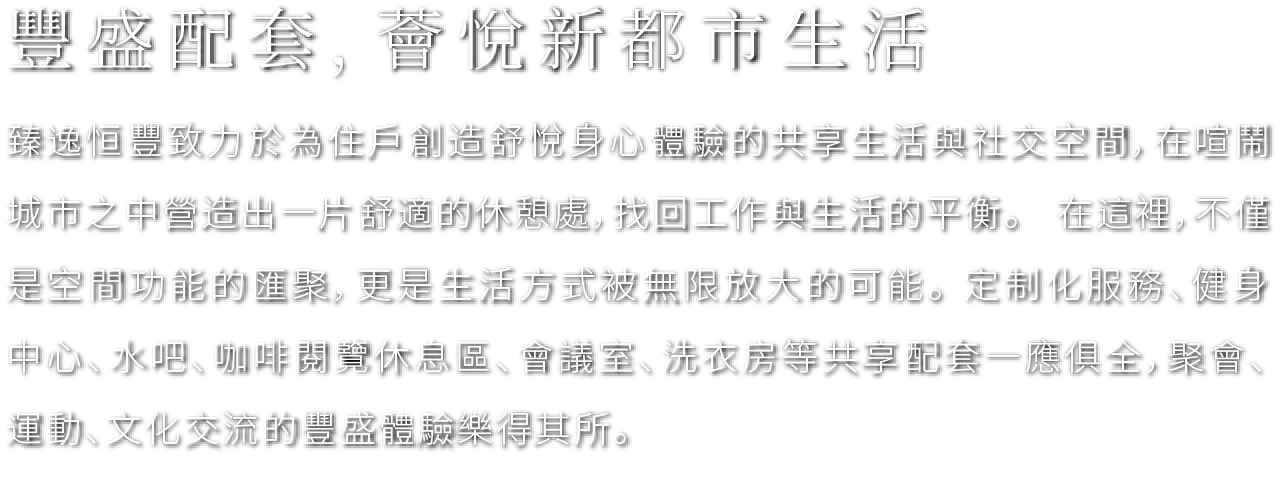 豐盛配套, 薈悅新都市生活
臻逸恒豐致力於為住戶創造舒悅身心體驗的共享生活與社交空間, 在喧鬧
城市之中營造出一片舒適的休憩處, 找回工作與生活的平衡。 在這裡, 不僅
是空間功能的匯聚, 更是生活方式被無限放大的可能。定制化服務、健身
中心、水吧、咖啡閱覽休息區、會議室、洗衣房等共享配套一應俱全, 聚會、
運動、文化交流的豐盛體驗樂得其所。